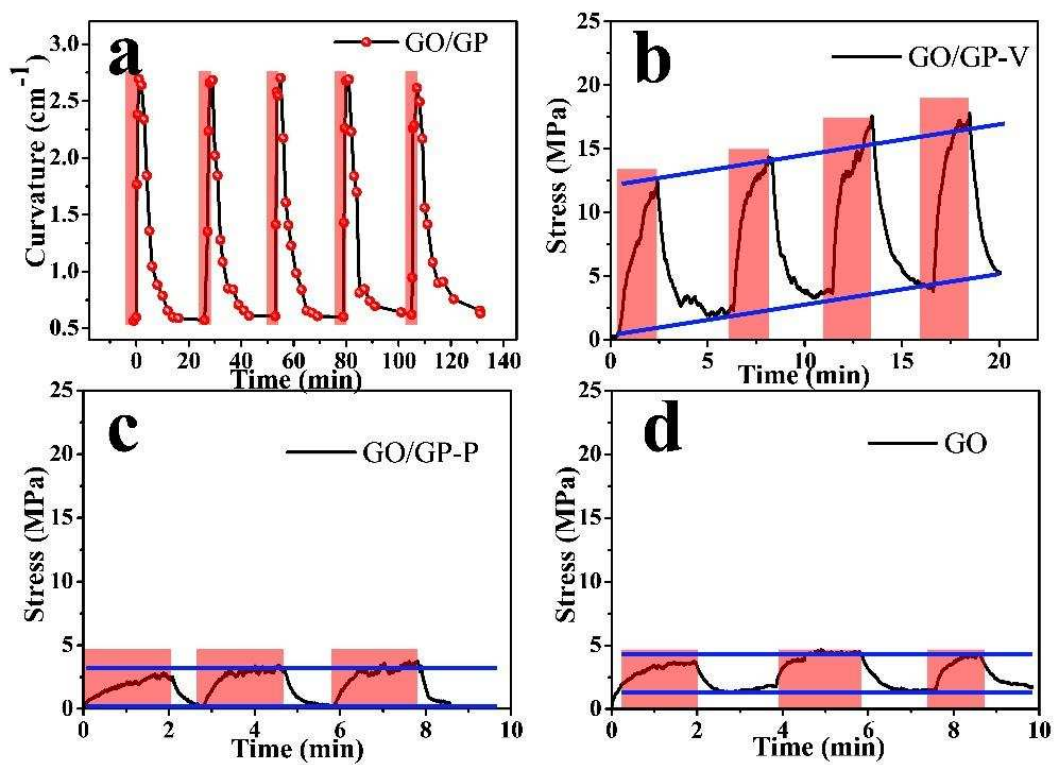 a
GO/GP
3.0
2.5
2.0
1.5
1.0
0.5
Curvature (cm⁻¹)
0 20 40 60 80 100 120 140
Time (min)
b
GO/GP-V
25
20
15
10
5
0
Stress (MPa)
0 5 10 15 20
Time (min)
c
GO/GP-P
25
20
15
10
5
0
Stress (MPa)
0 2 4 6 8 10
Time (min)
d
GO
25
20
15
10
5
0
Stress (MPa)
0 2 4 6 8 10
Time (min)